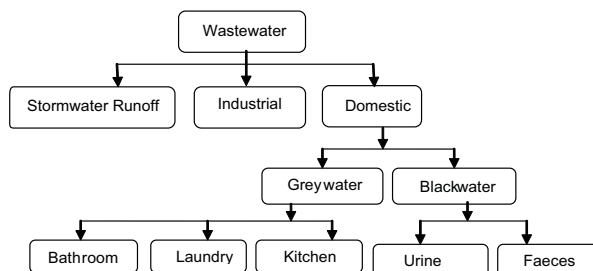 Wastewater
Stormwater Runoff
Industrial
Domestic
Greywater
Blackwater
Bathroom
Laundry
Kitchen
Urine
Faeces